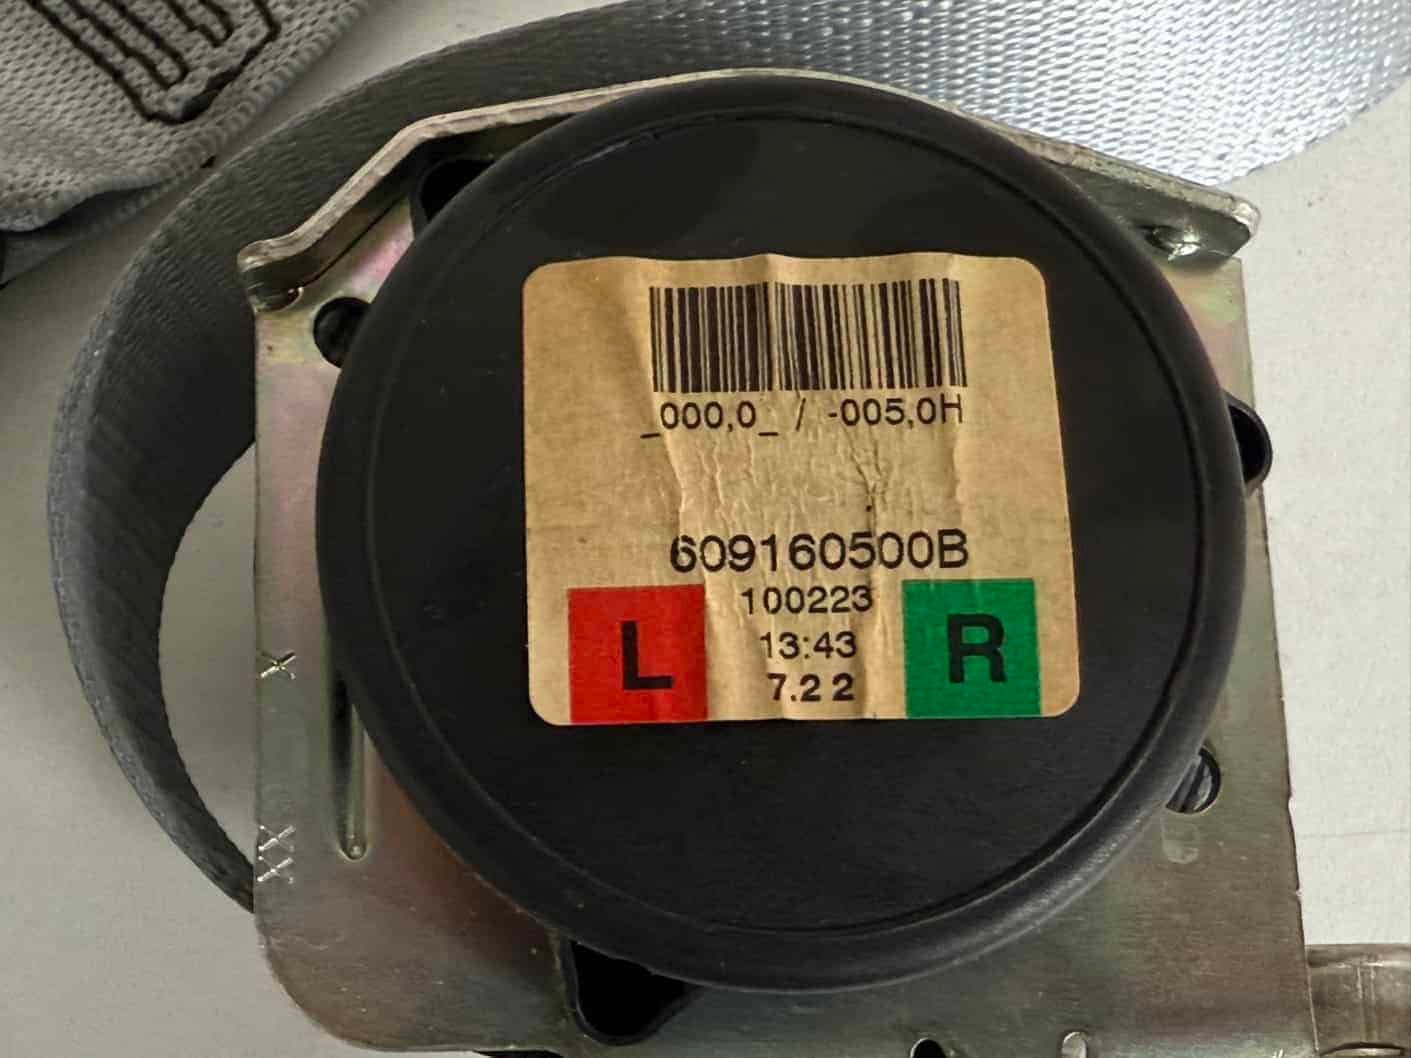 _000,0_ / -005,0H
609160500B
100223
L
13:43
R
7.2 2